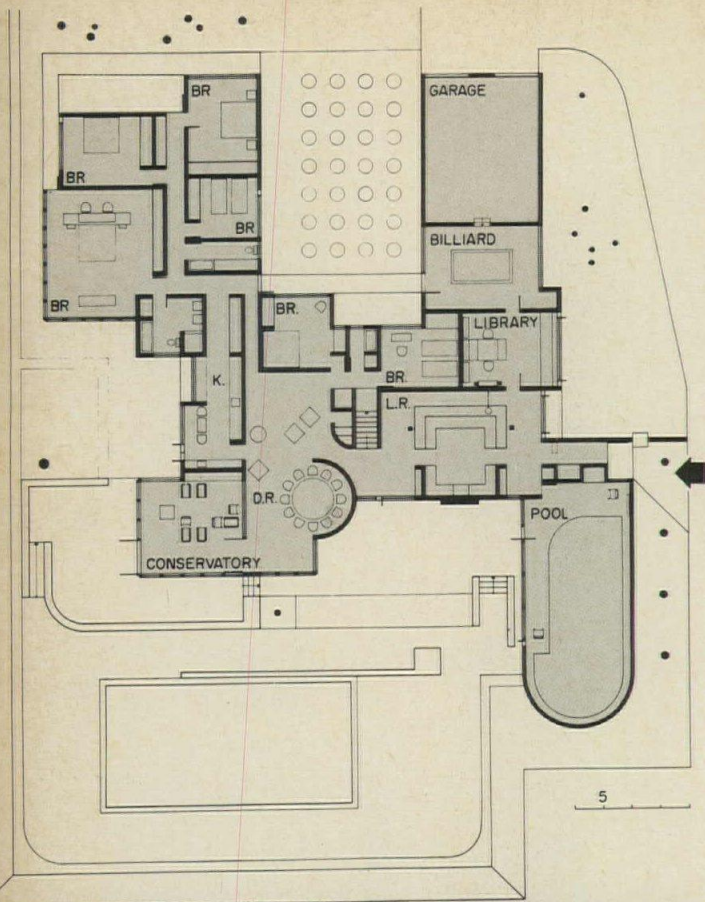 BR
GARAGE
BR
BR
BILLIARD
BR
BR.
LIBRARY
K.
BR.
L.R.
D.R.
POOL
CONSERVATORY
5